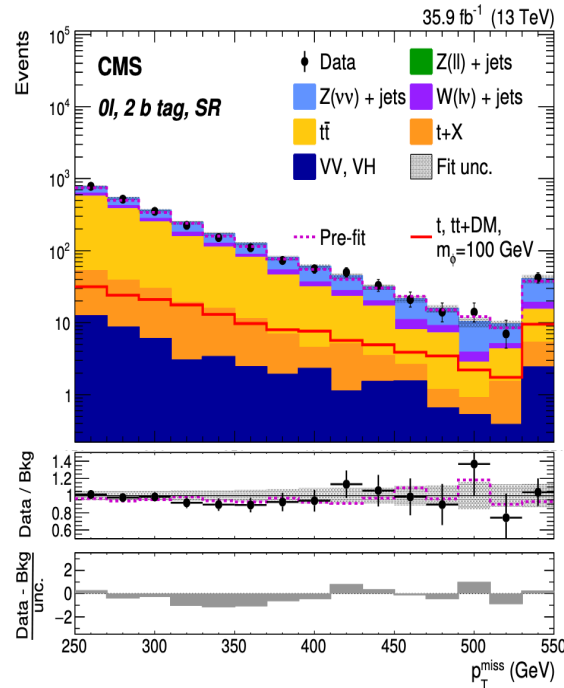 35.9 fb⁻¹ (13 TeV)
Events
10⁵
10⁴
10³
10²
10
1
CMS
0l, 2 b tag, SR
Data
Z(νν) + jets
tt̄
VV, VH
Z(ll) + jets
W(lν) + jets
t+X
Fit unc.
Pre-fit
t, tt+DM,
m_ϕ=100 GeV
Data / Bkg
1.4
1.2
1.0
0.8
0.6
Data - Bkg
unc.
2
0
−2
250 300 350 400 450 500 550
p_T^miss (GeV)